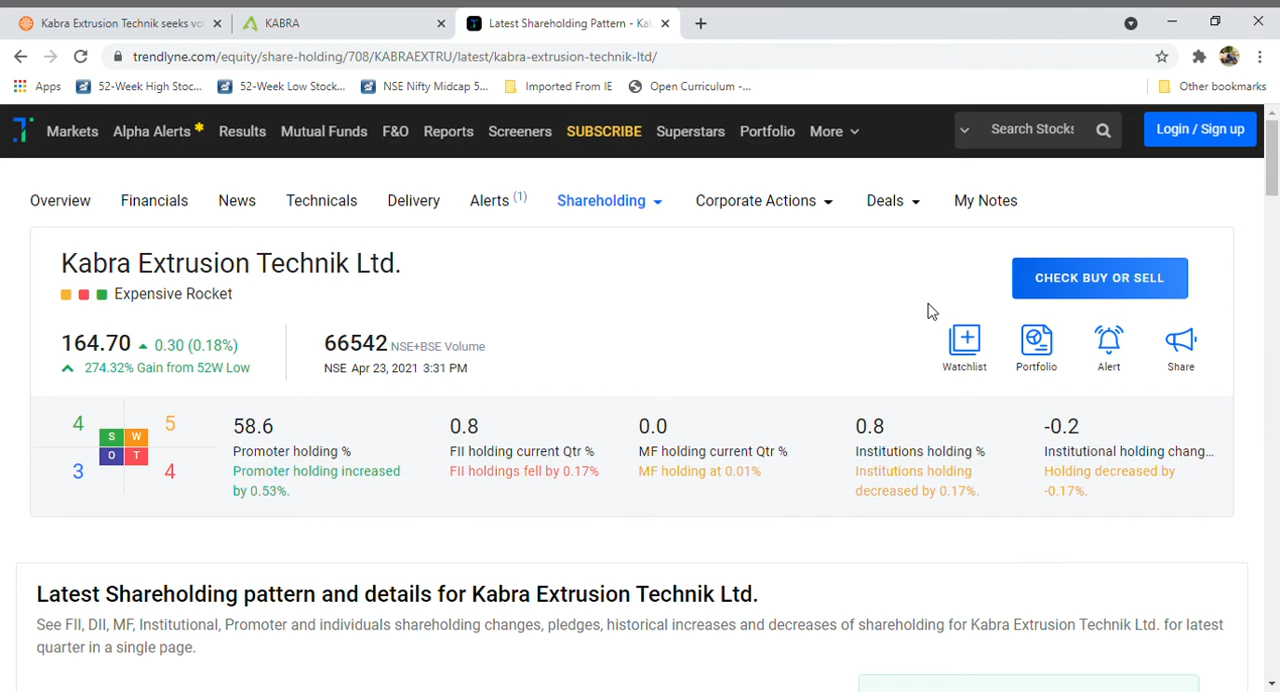 Kabra Extrusion Technik seeks vo
KABRA
Latest Shareholding Pattern - Ka
trendlyne.com/equity/share-holding/708/KABRAEXTRU/latest/kabra-extrusion-technik-ltd/
Apps 52-Week High Stoc... 52-Week Low Stock... NSE Nifty Midcap 5... Imported From IE Open Curriculum -... Other bookmarks
Markets Alpha Alerts Results Mutual Funds F&O Reports Screeners SUBSCRIBE Superstars Portfolio More Search Stocks Login / Sign up
Overview Financials News Technicals Delivery Alerts (1) Shareholding Corporate Actions Deals My Notes
Kabra Extrusion Technik Ltd.
CHECK BUY OR SELL
Expensive Rocket
164.70 0.30 (0.18%)
274.32% Gain from 52W Low
66542 NSE+BSE Volume
NSE Apr 23, 2021 3:31 PM
Watchlist Portfolio Alert Share
4 S W 5
3 O T 4
58.6
Promoter holding %
Promoter holding increased
by 0.53%.
0.8
FII holding current Qtr %
FII holdings fell by 0.17%
0.0
MF holding current Qtr %
MF holding at 0.01%
0.8
Institutions holding %
Institutions holding
decreased by 0.17%.
-0.2
Institutional holding chang...
Holding decreased by
-0.17%.
Latest Shareholding pattern and details for Kabra Extrusion Technik Ltd.
See FII, DII, MF, Institutional, Promoter and individuals shareholding changes, pledges, historical increases and decreases of shareholding for Kabra Extrusion Technik Ltd. for latest
quarter in a single page.